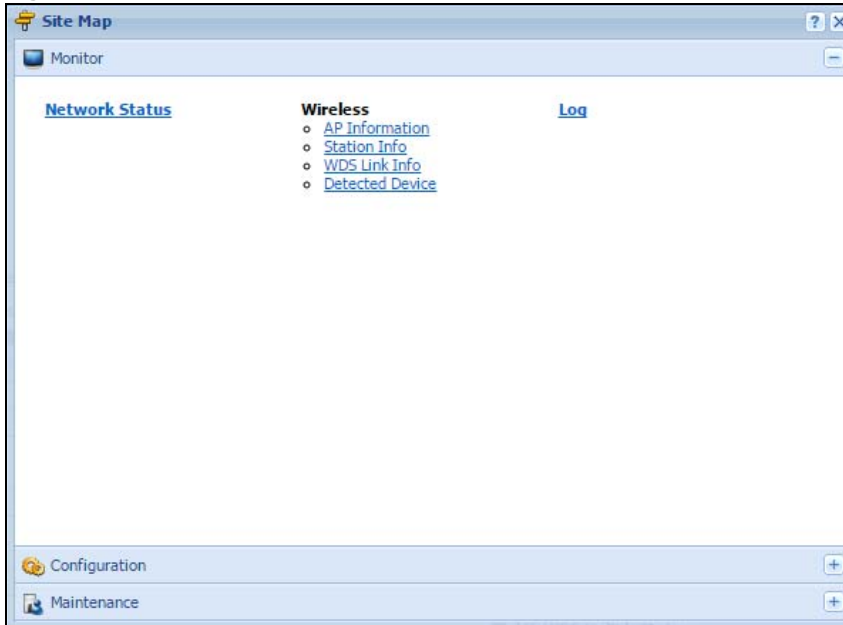 Site Map
Monitor
Network Status
Wireless
AP Information
Station Info
WDS Link Info
Detected Device
Log
Configuration
Maintenance